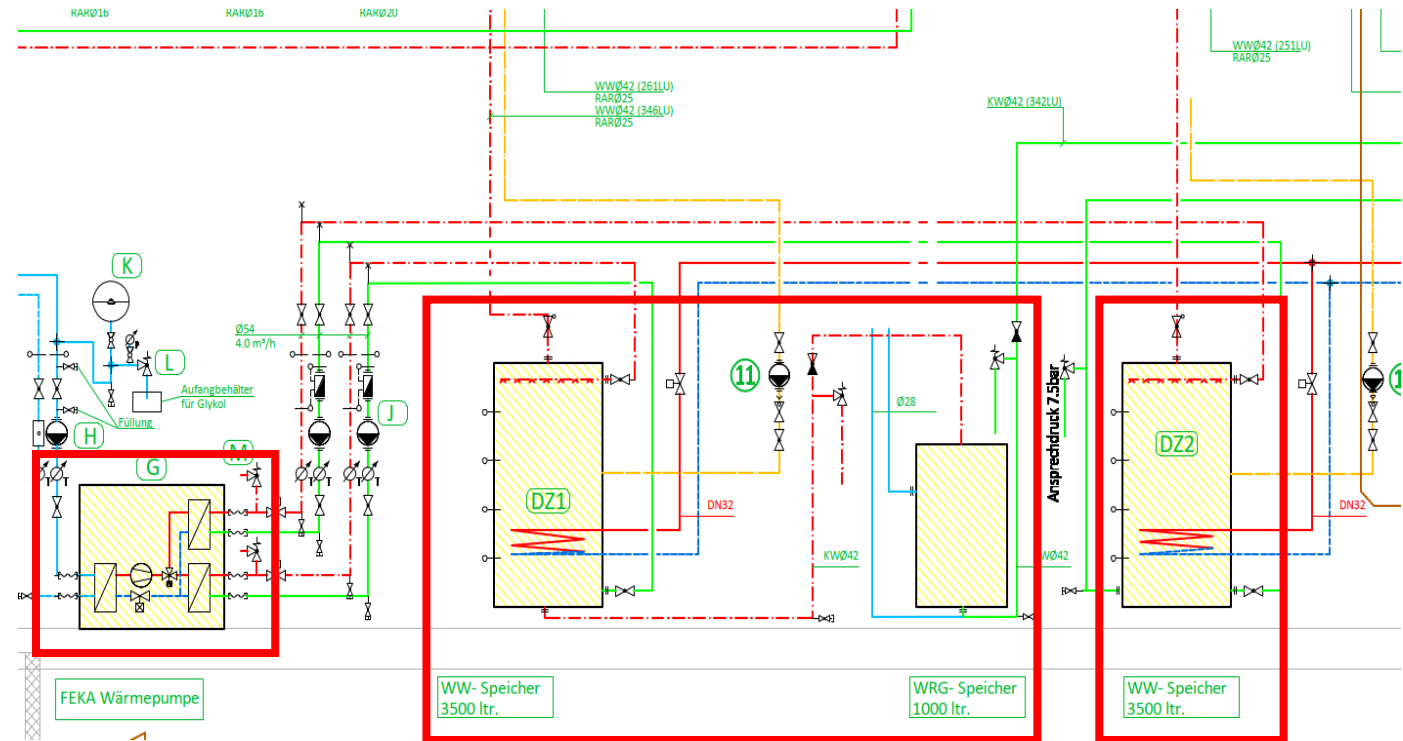 RARØ16
RARØ16
RARØ20
WWØ42 (261LU)
RARØ25
WWØ42 (346LU)
RARØ25
KWØ42 (342LU)
WWØ42 (251LU)
RARØ25
K
Ø54
4.0 m³/h
L
Aufangbehälter
für Glykol
Füllung
H
J
G
M
11
Ø28
Ansprechdruck 7.5bar
DZ1
DZ2
DN32
DN32
KWØ42
WØ42
FEKA Wärmepumpe
WW- Speicher
3500 ltr.
WRG- Speicher
1000 ltr.
WW- Speicher
3500 ltr.